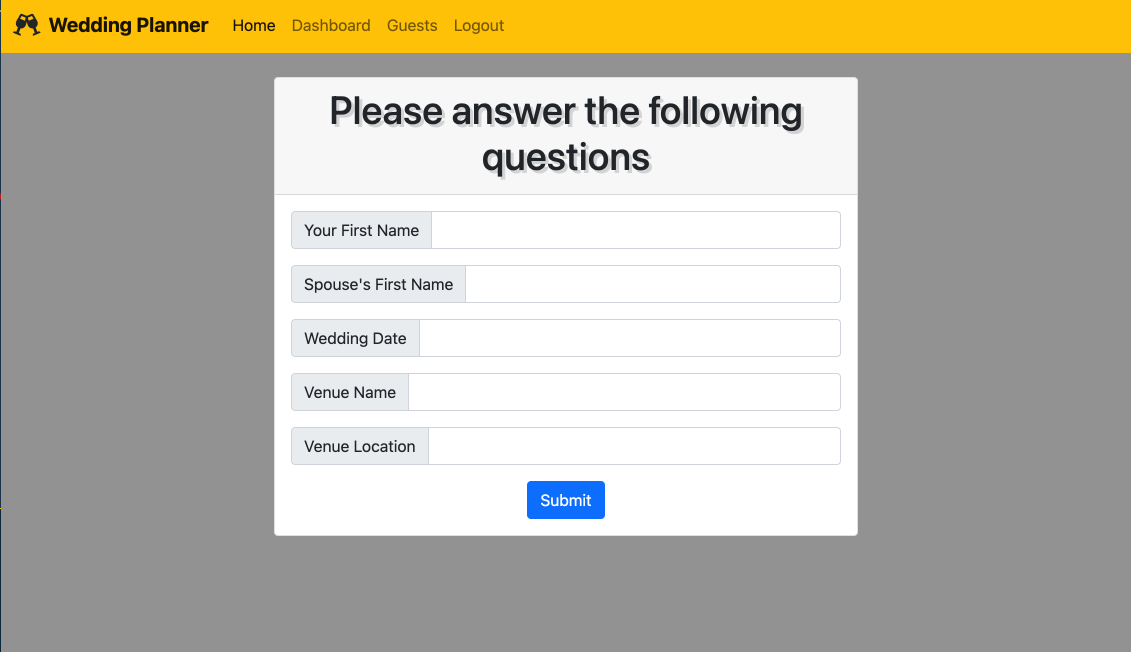 Wedding Planner Home Dashboard Guests Logout
Please answer the following
questions
Your First Name
Spouse's First Name
Wedding Date
Venue Name
Venue Location
Submit